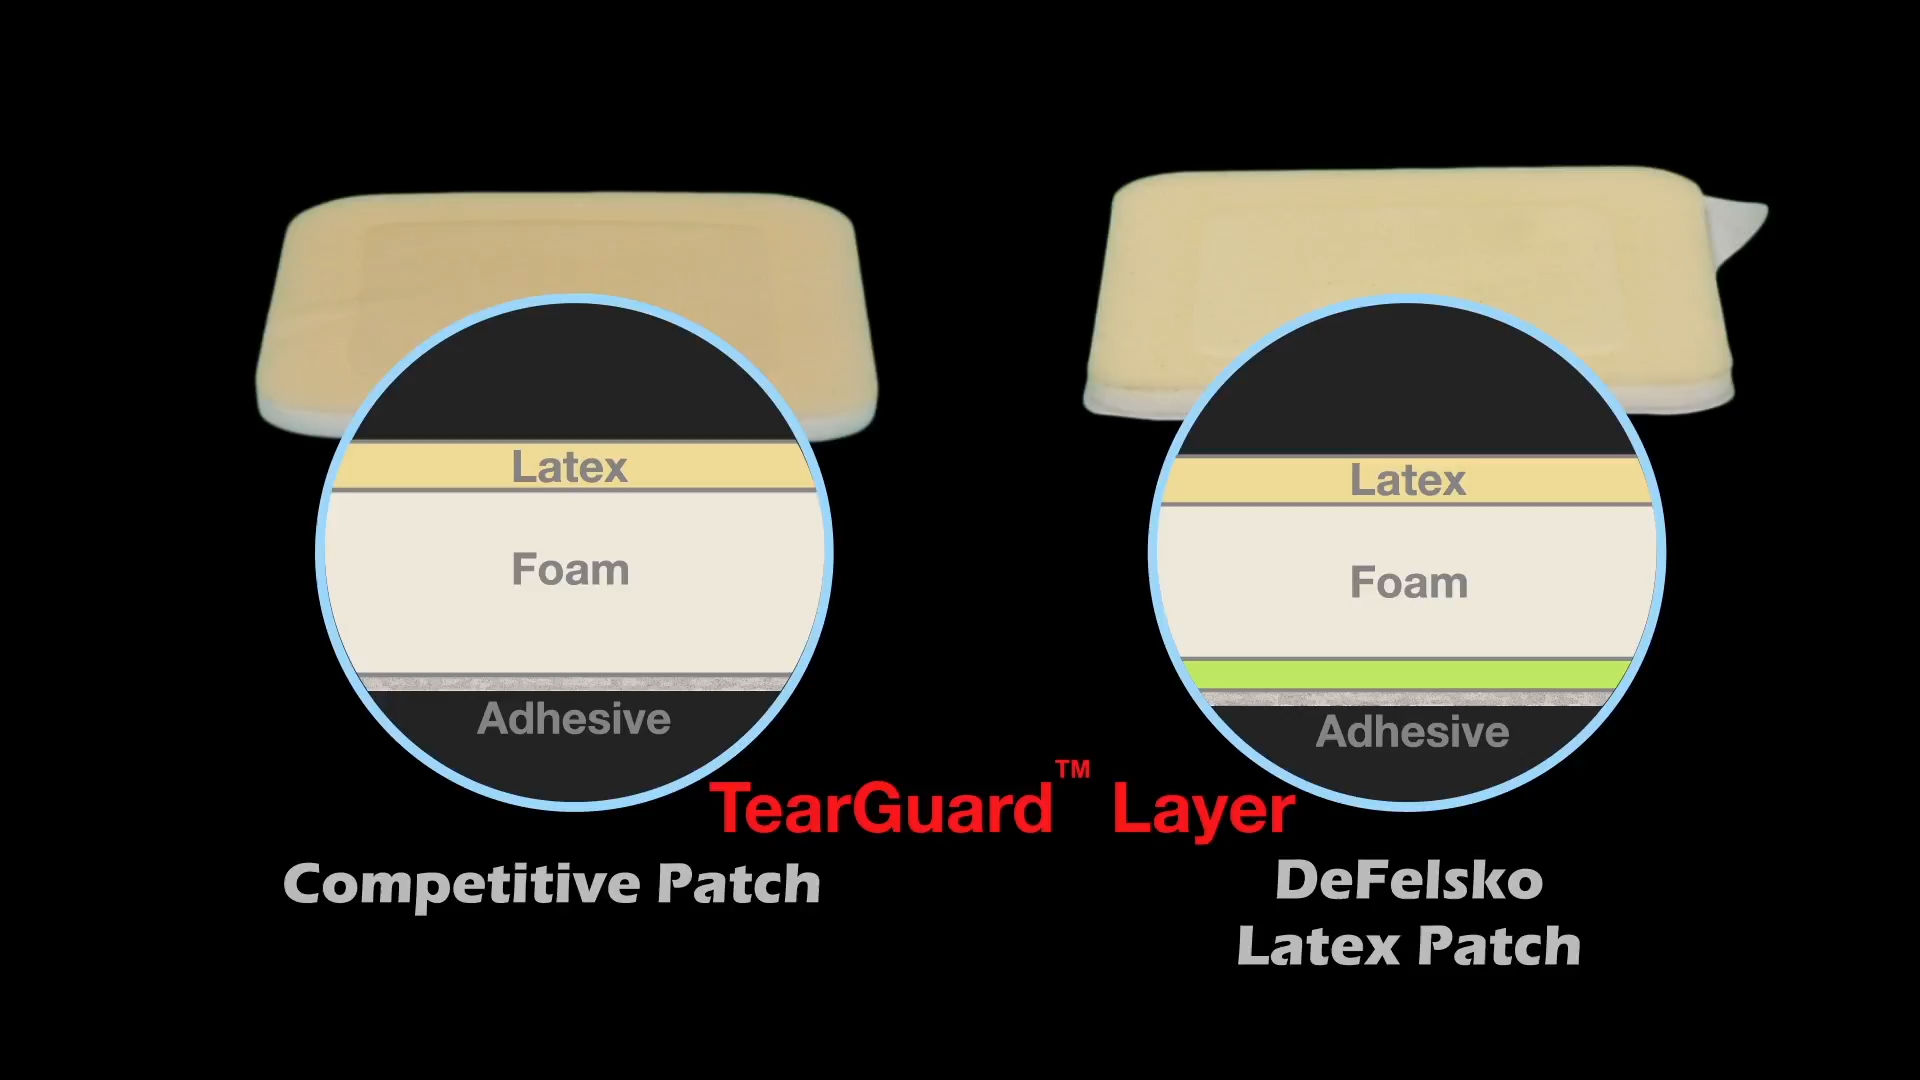 Latex
Foam
Adhesive
Latex
Foam
Adhesive
TearGuard™ Layer
Competitive Patch
DeFelsko
Latex Patch